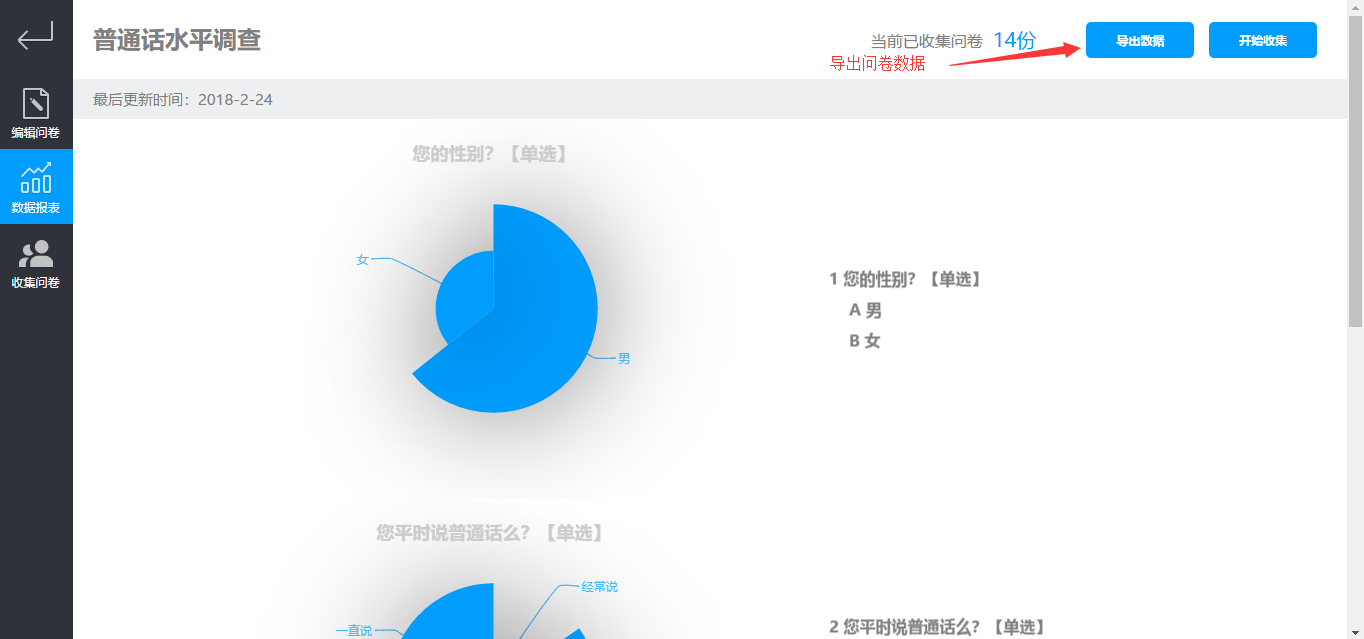 普通话水平调查
当前已收集问卷 14份
导出数据
开始收集
导出问卷数据
最后更新时间：2018-2-24
编辑问卷
数据报表
收集问卷
您的性别？【单选】
女
男
1 您的性别？【单选】
A 男
B 女
您平时说普通话么？【单选】
经常说
一直说
2 您平时说普通话么？【单选】